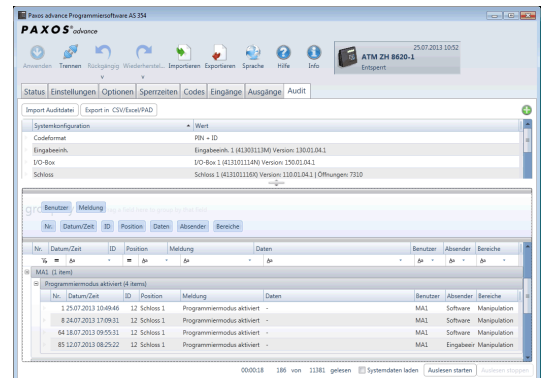 Paxos advance Programmiersoftware AS 354
PAXOS® advance
Anwenden Trennen Rückgängig Wiederherstel... Importieren Exportieren Sprache Hilfe Info
25.07.2013 10:52
ATM ZH 8620-1
Entsperrt
Status Einstellungen Optionen Sperrzeiten Codes Eingänge Ausgänge Audit
Import Auditdatei Export in CSV/Excel/PAD
Systemkonfiguration Wert
Codeformat PIN + ID
Eingabeeinh. Eingabeeinh. 1 (41303113M) Version: 130.01.04.1
I/O-Box I/O-Box 1 (413101114N) Version: 150.01.04.1
Schloss Schloss 1 (413101116X) Version: 110.01.04.1 | Öffnungen: 7310
Benutzer Meldung
Nr. Datum/Zeit ID Position Daten Absender Bereiche
Nr. Datum/Zeit ID Position Meldung Daten Benutzer Absender Bereiche
MA1 (1 item)
Programmiermodus aktiviert (4 items)
Nr. Datum/Zeit ID Position Meldung Daten Benutzer Absender Bereiche
1 25.07.2013 10:49:46 12 Schloss 1 Programmiermodus aktiviert - MA1 Software Manipulation
8 24.07.2013 17:09:31 12 Schloss 1 Programmiermodus aktiviert - MA1 Software Manipulation
64 18.07.2013 09:55:31 12 Schloss 1 Programmiermodus aktiviert - MA1 Software Manipulation
85 12.07.2013 08:25:22 12 Schloss 1 Programmiermodus aktiviert - MA1 Eingabeeir Manipulation
00:00:18 186 von 11381 gelesen Systemdaten laden Auslesen starten Auslesen stoppen